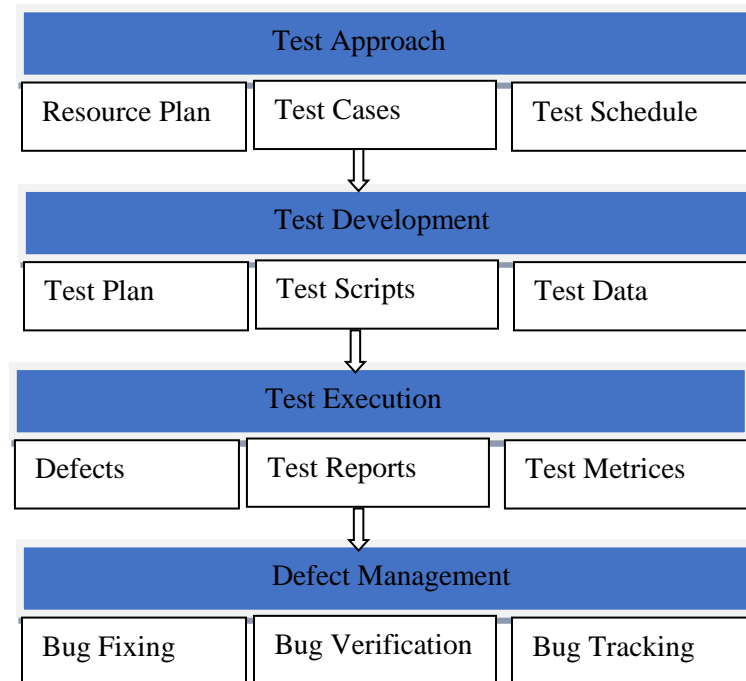 Test Approach
Resource Plan
Test Cases
Test Schedule
Test Development
Test Plan
Test Scripts
Test Data
Test Execution
Defects
Test Reports
Test Metrices
Defect Management
Bug Fixing
Bug Verification
Bug Tracking